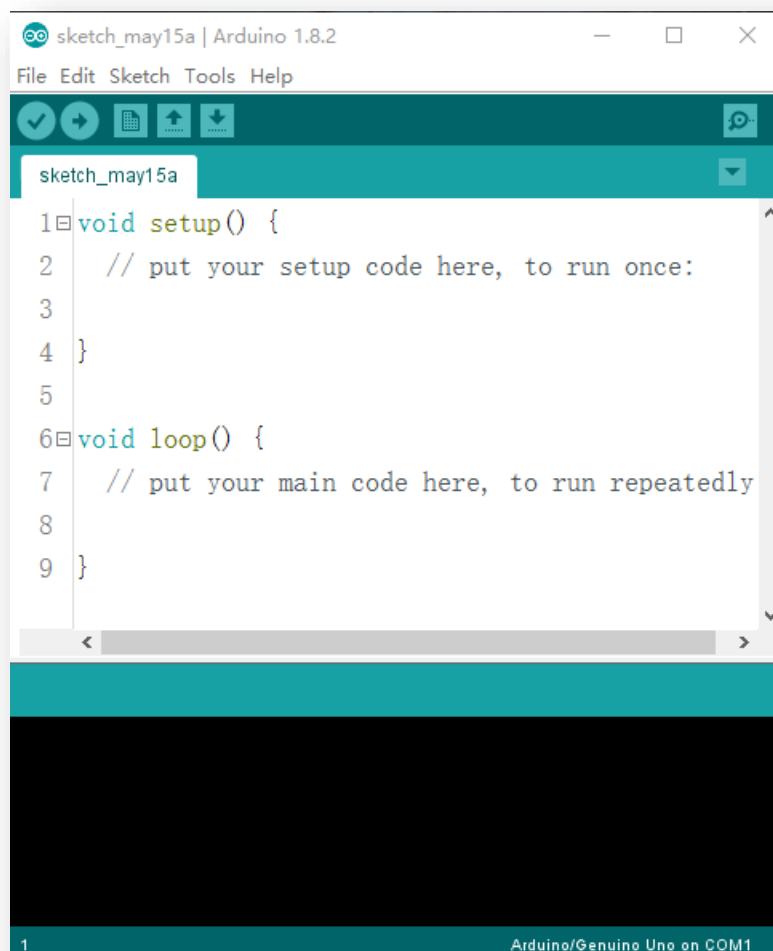 sketch_may15a | Arduino 1.8.2
File Edit Sketch Tools Help
sketch_may15a
1 void setup() {
2 // put your setup code here, to run once:
3
4 }
5
6 void loop() {
7 // put your main code here, to run repeatedly
8
9 }
1 Arduino/Genuino Uno on COM1